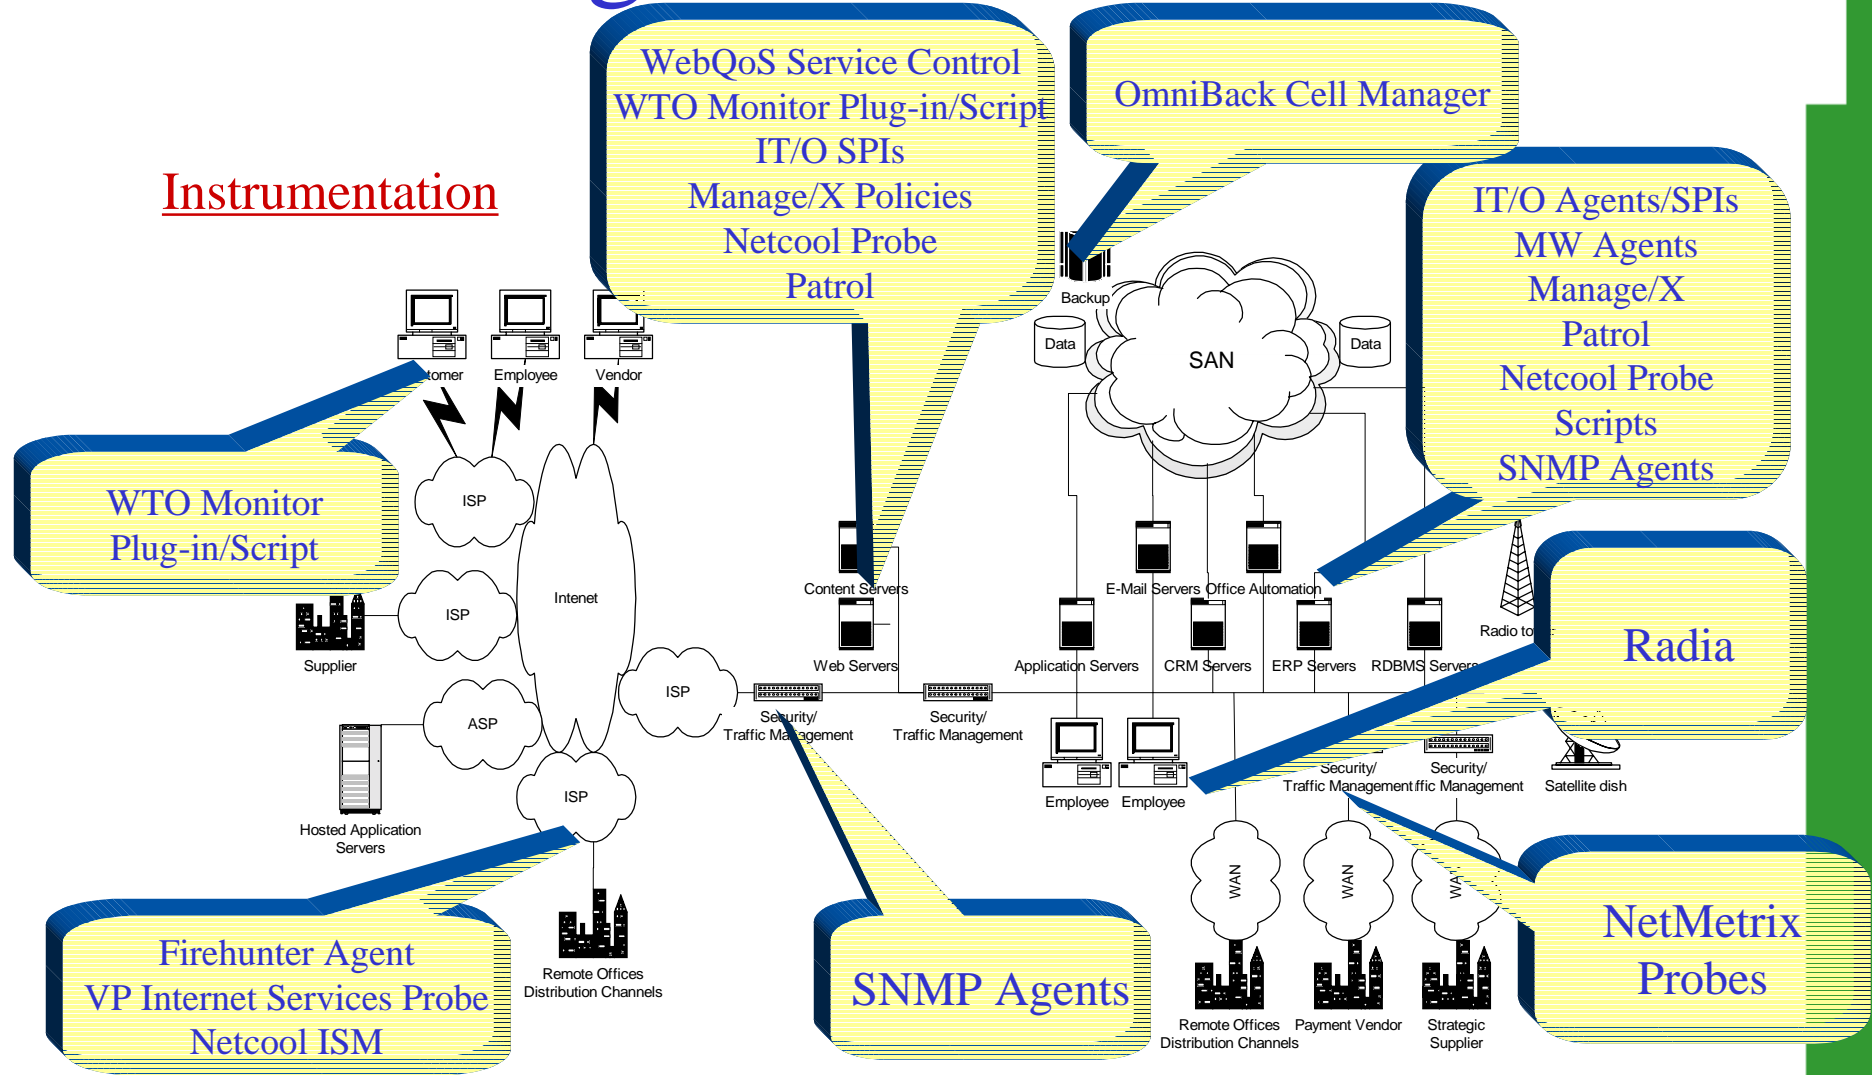 WebQoS Service Control
WTO Monitor Plug-in/Script
IT/O SPIs
Manage/X Policies
Netcool Probe
Patrol
OmniBack Cell Manager
Instrumentation
IT/O Agents/SPIs
MW Agents
Manage/X
Patrol
Netcool Probe
Scripts
SNMP Agents
Backup
Data
SAN
Data
Employee
Vendor
WTO Monitor
Plug-in/Script
ISP
ISP
Intenet
Supplier
ISP
ASP
ISP
Hosted Application
Servers
Content Servers
Web Servers
E-Mail Servers
Office Automation
Application Servers
CRM Servers
ERP Servers
RDBMS Servers
Radio
Radia
Security/
Traffic Management
Security/
Traffic Management
Employee
Employee
Security/
Traffic Management
Security/
Management
Satellite dish
WAN
WAN
Firehunter Agent
VP Internet Services Probe
Netcool ISM
Remote Offices
Distribution Channels
SNMP Agents
NetMetrix
Probes
Remote Offices
Distribution Channels
Payment Vendor
Strategic
Supplier